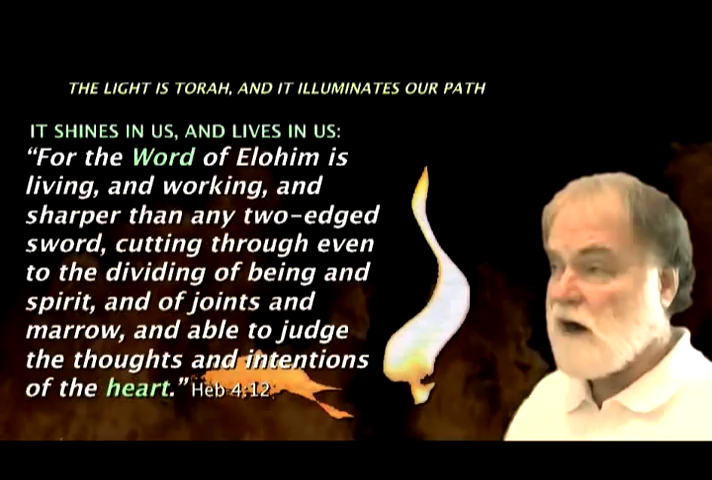 THE LIGHT IS TORAH, AND IT ILLUMINATES OUR PATH
IT SHINES IN US, AND LIVES IN US:
“For the Word of Elohim is
living, and working, and
sharper than any two-edged
sword, cutting through even
to the dividing of being and
spirit, and of joints and
marrow, and able to judge
the thoughts and intentions
of the heart.” Heb 4:12